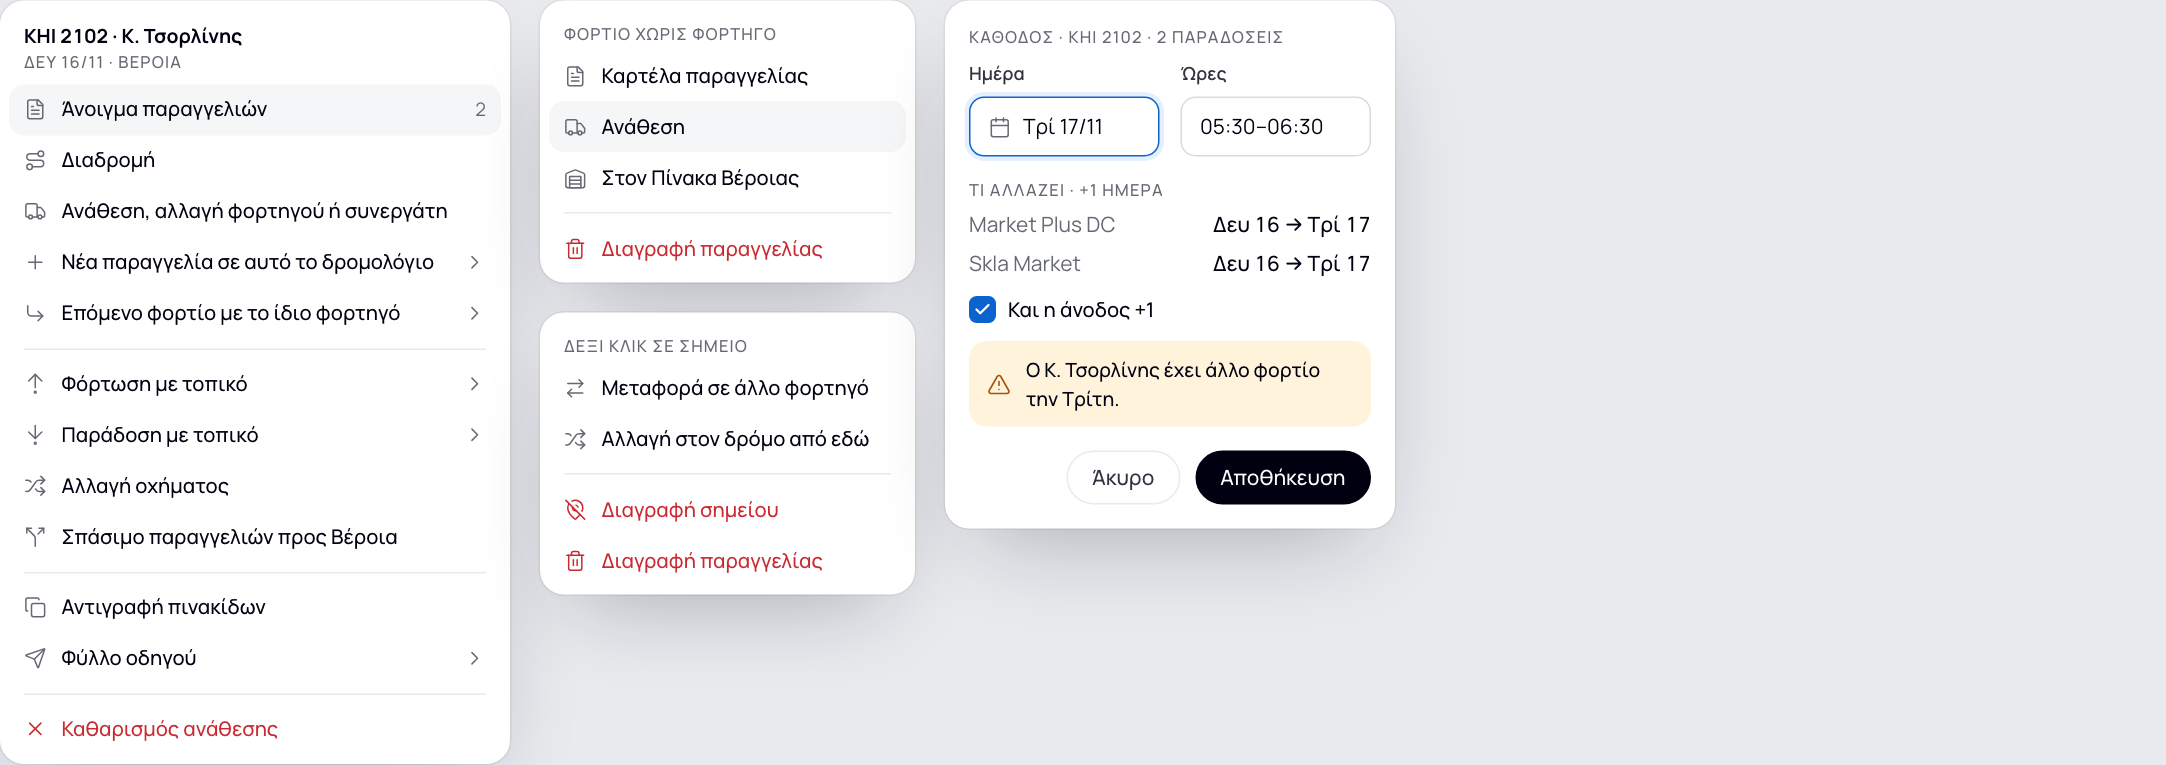 ΚΗΙ 2102 · Κ. Τσορλίνης
ΔΕΥ 16/11 · ΒΕΡΟΙΑ
Άνοιγμα παραγγελιών 2
Διαδρομή
Ανάθεση, αλλαγή φορτηγού ή συνεργάτη
Νέα παραγγελία σε αυτό το δρομολόγιο
Επόμενο φορτίο με το ίδιο φορτηγό
Φόρτωση με τοπικό
Παράδοση με τοπικό
Αλλαγή οχήματος
Σπάσιμο παραγγελιών προς Βέροια
Αντιγραφή πινακίδων
Φύλλο οδηγού
Καθαρισμός ανάθεσης
ΦΟΡΤΙΟ ΧΩΡΙΣ ΦΟΡΤΗΓΟ
Καρτέλα παραγγελίας
Ανάθεση
Στον Πίνακα Βέροιας
Διαγραφή παραγγελίας
ΔΕΞΙ ΚΛΙΚ ΣΕ ΣΗΜΕΙΟ
Μεταφορά σε άλλο φορτηγό
Αλλαγή στον δρόμο από εδώ
Διαγραφή σημείου
Διαγραφή παραγγελίας
ΚΑΘΟΔΟΣ · ΚΗΙ 2102 · 2 ΠΑΡΑΔΟΣΕΙΣ
Ημέρα Ώρες
Τρί 17/11 05:30–06:30
ΤΙ ΑΛΛΑΖΕΙ · +1 ΗΜΕΡΑ
Market Plus DC Δευ 16 → Τρί 17
Skla Market Δευ 16 → Τρί 17
Και η άνοδος +1
Ο Κ. Τσορλίνης έχει άλλο φορτίο
την Τρίτη.
Άκυρο Αποθήκευση